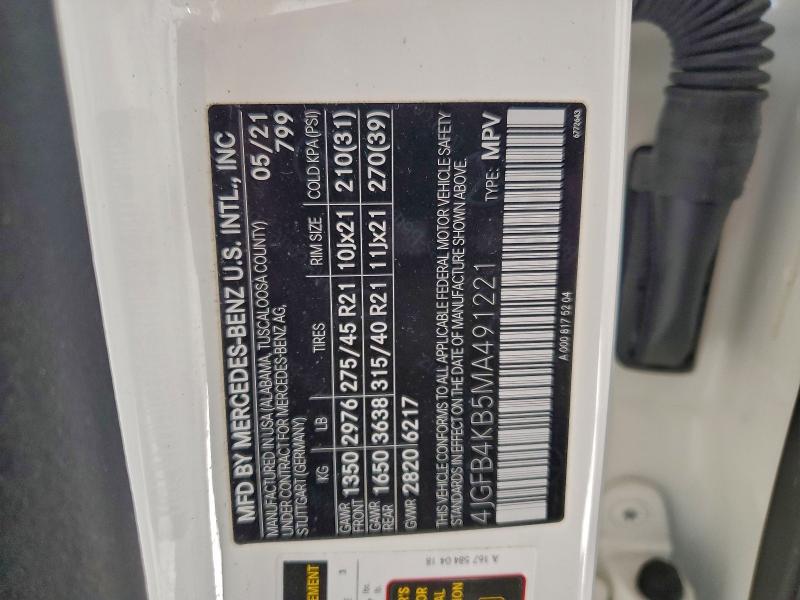 MFD BY MERCEDES-BENZ U.S. INTL., INC
MANUFACTURED IN USA (ALABAMA, TUSCALOOSA COUNTY) 05/21
UNDER CONTRACT FOR MERCEDES-BENZ AG, 799
STUTTGART (GERMANY)
KG LB TIRES RIM SIZE COLD KPA (PSI)
GAWR FRONT 1350 2976 275/45 R21 10Jx21 210(31)
GAWR REAR 1650 3638 315/40 R21 11Jx21 270(39)
GVWR 2820 6217
THIS VEHICLE CONFORMS TO ALL APPLICABLE FEDERAL MOTOR VEHICLE SAFETY
STANDARDS IN EFFECT ON THE DATE OF MANUFACTURE SHOWN ABOVE.
4JGFB4KB5MA491221 TYPE: MPV
A 000 817 52 04
0772643
A 167 584 04 18